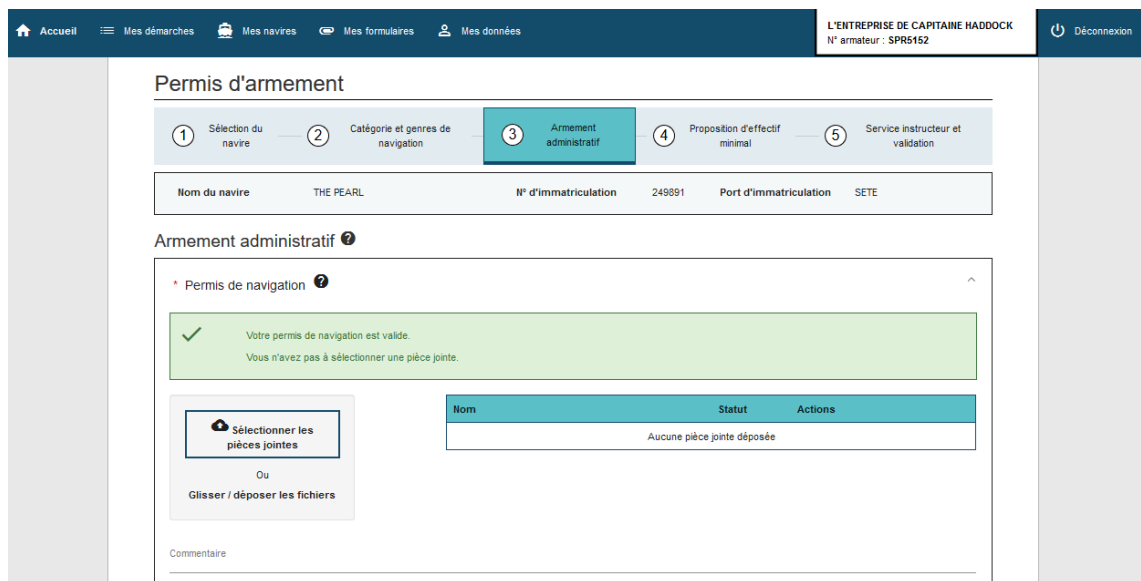 Accueil Mes démarches Mes navires Mes formulaires Mes données
L'ENTREPRISE DE CAPITAINE HADDOCK
N° armateur : SPR5152
Déconnexion
Permis d'armement
1 Sélection du navire
2 Catégorie et genres de navigation
3 Armement administratif
4 Proposition d'effectif minimal
5 Service instructeur et validation
Nom du navire THE PEARL N° d'immatriculation 249891 Port d'immatriculation SETE
Armement administratif ?
* Permis de navigation ?
Votre permis de navigation est valide.
Vous n'avez pas à sélectionner une pièce jointe.
Sélectionner les
pièces jointes
Ou
Glisser / déposer les fichiers
Nom Statut Actions
Aucune pièce jointe déposée
Commentaire